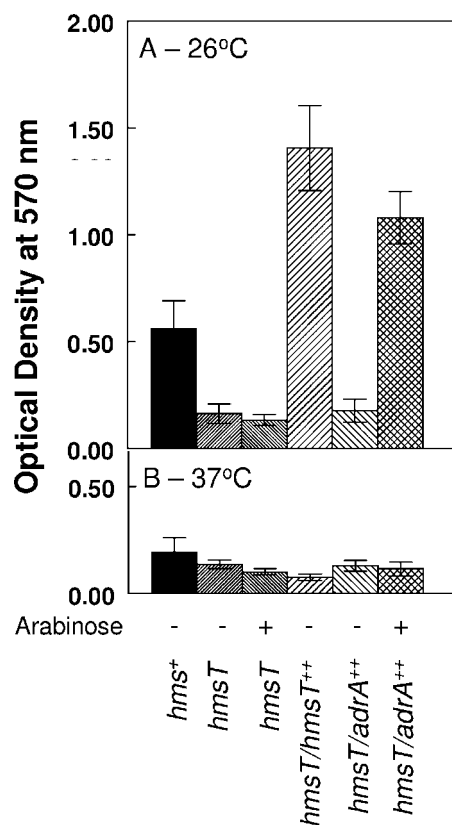 Optical Density at 570 nm
2.00
A – 26°C
1.50
1.00
0.50
0.00
B – 37°C
0.50
0.00
Arabinose - - + - - +
hms⁺
hmsT
hmsT
hmsT/hmsT⁺⁺
hmsT/adrA⁺⁺
hmsT/adrA⁺⁺